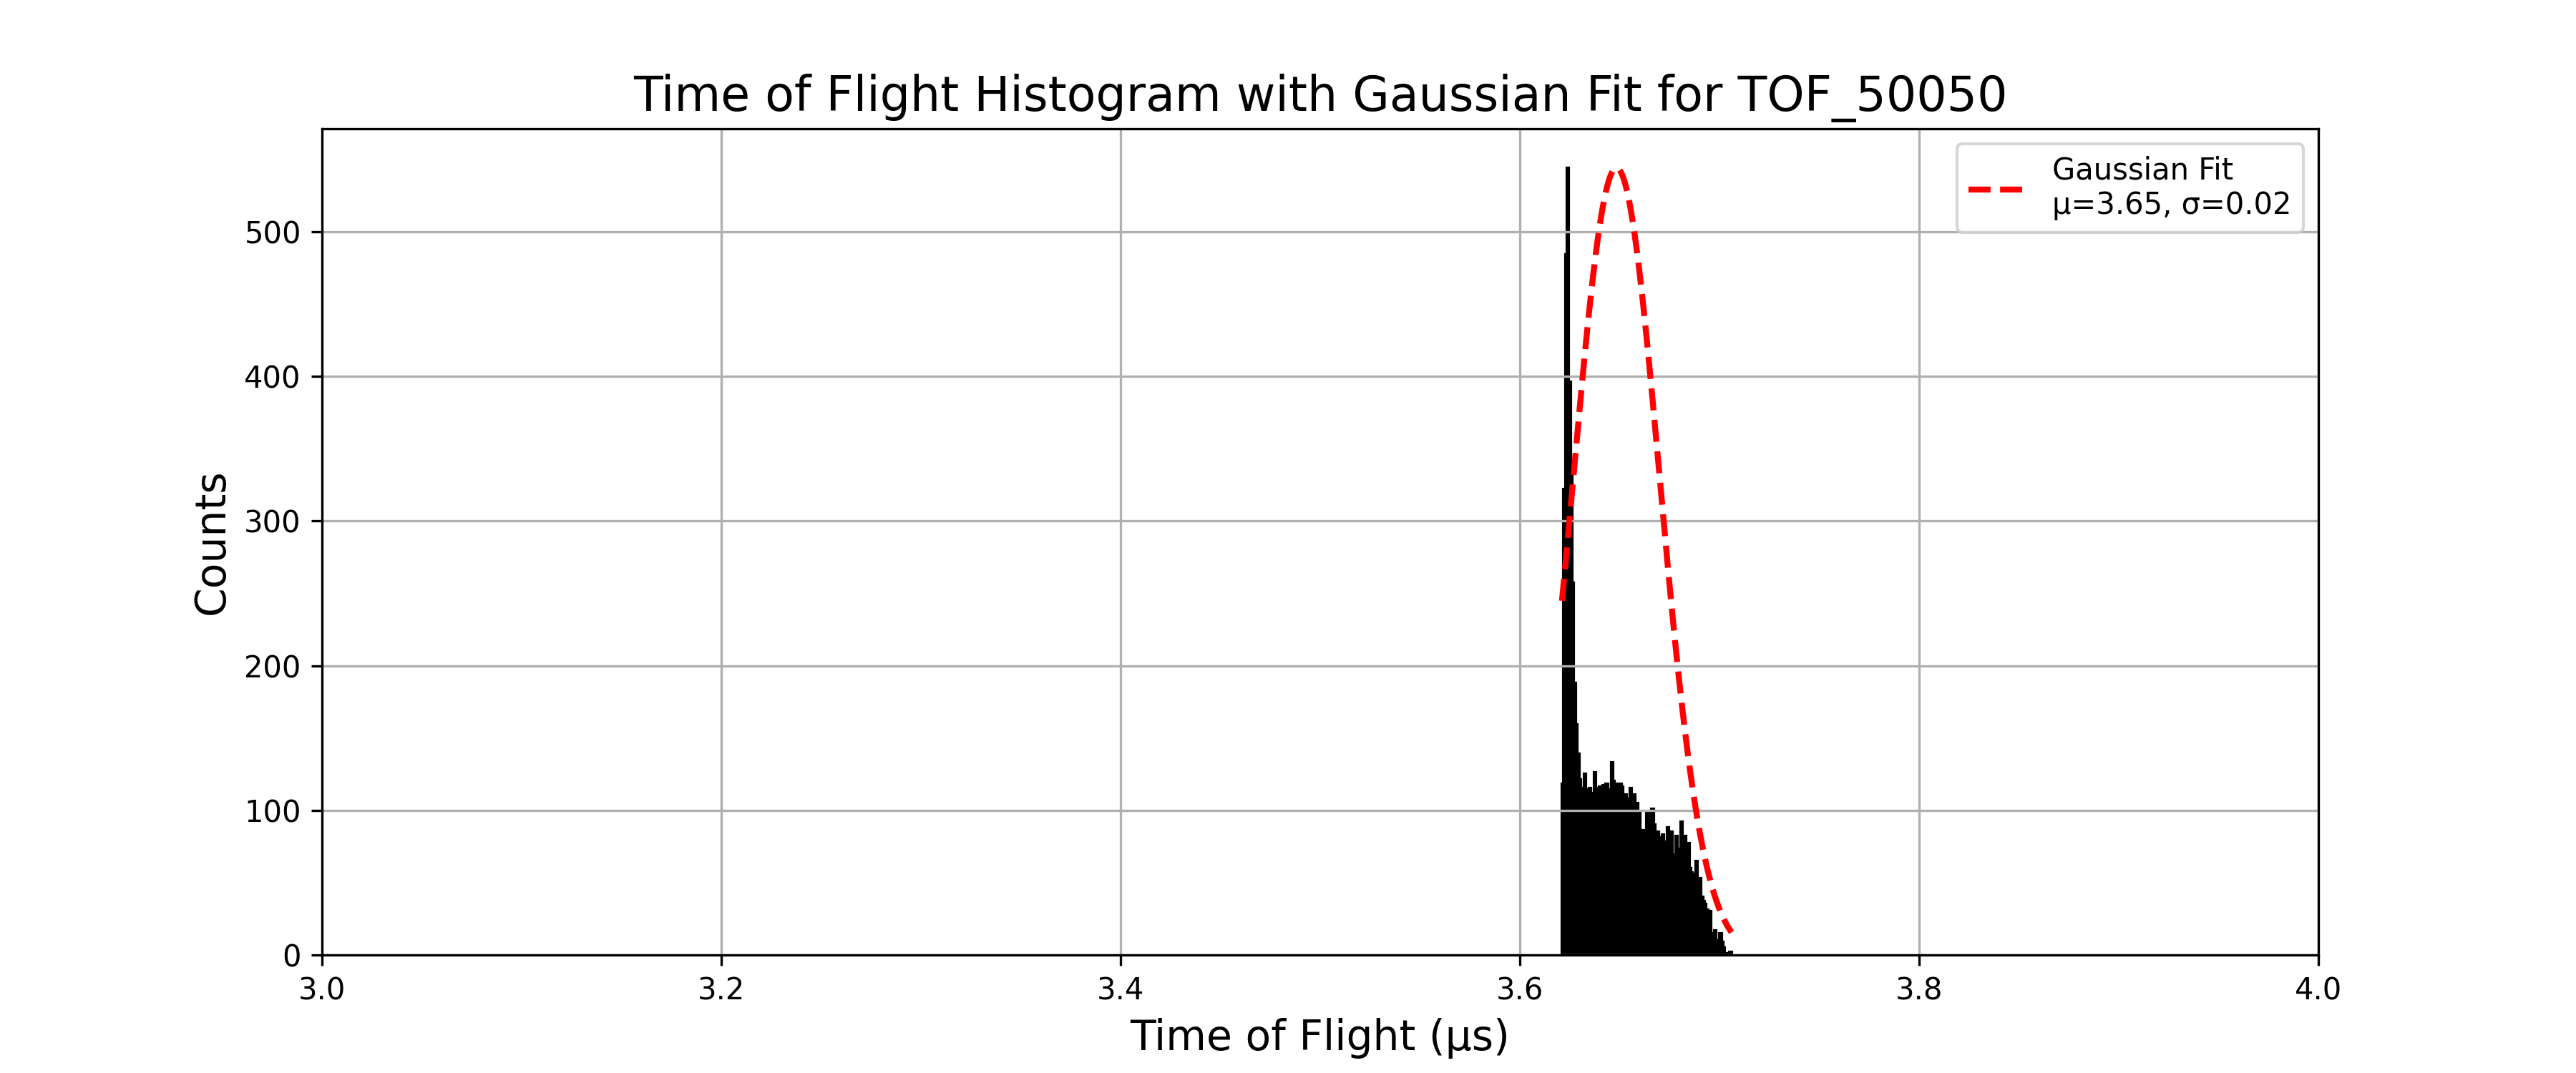 Time of Flight Histogram with Gaussian Fit for TOF_50050
Gaussian Fit
μ=3.65, σ=0.02
500
400
300
200
100
0
Counts
3.0
3.2
3.4
3.6
3.8
4.0
Time of Flight (μs)